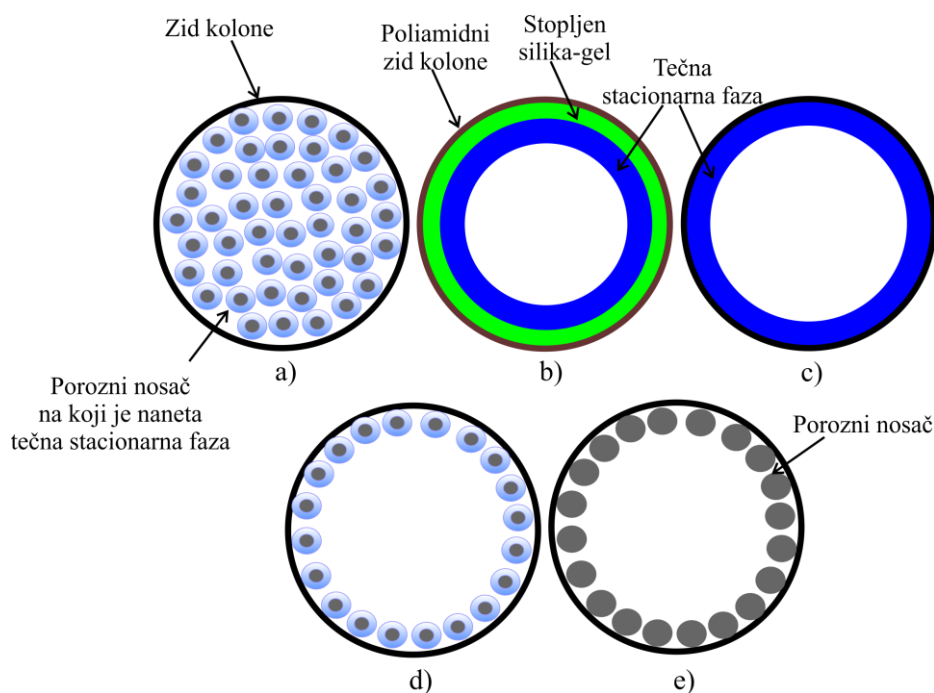 Zid kolone
Poliamidni
zid kolone
Stopljen
silika-gel
Tečna
stacionarna faza
a)
b)
c)
Porozni nosač
na koji je naneta
tečna stacionarna faza
Porozni nosač
d)
e)